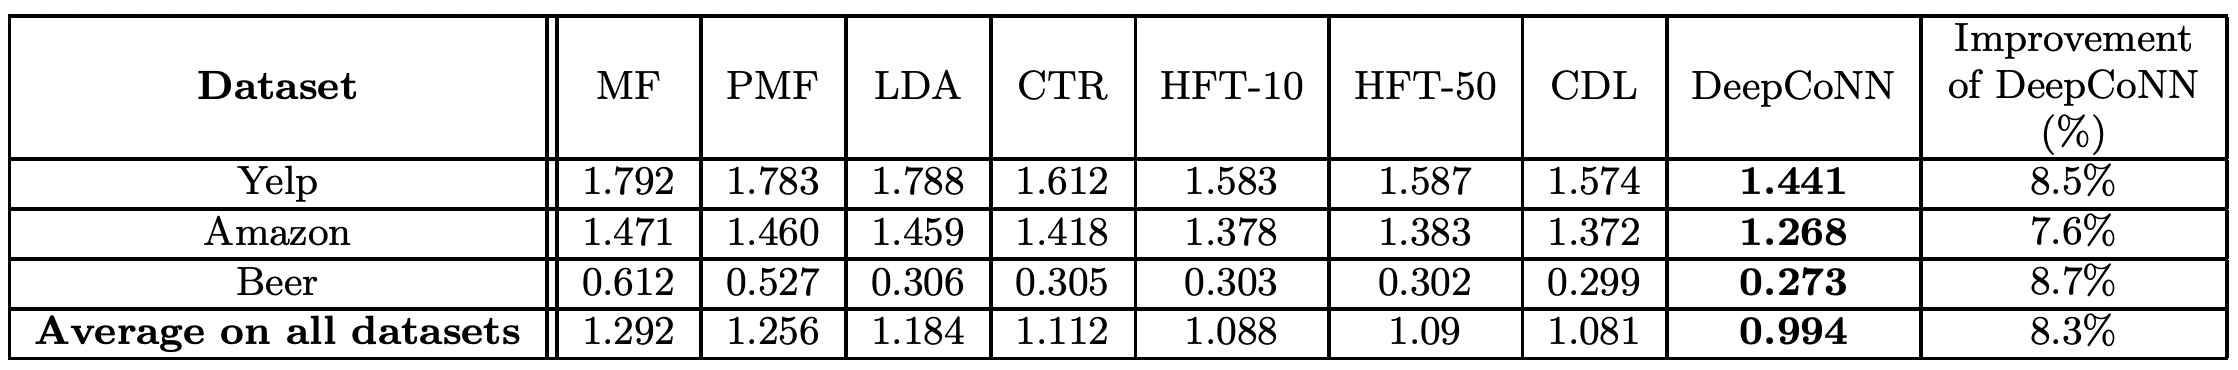 Dataset MF PMF LDA CTR HFT-10 HFT-50 CDL DeepCoNN Improvement of DeepCoNN (%)
Yelp 1.792 1.783 1.788 1.612 1.583 1.587 1.574 1.441 8.5%
Amazon 1.471 1.460 1.459 1.418 1.378 1.383 1.372 1.268 7.6%
Beer 0.612 0.527 0.306 0.305 0.303 0.302 0.299 0.273 8.7%
Average on all datasets 1.292 1.256 1.184 1.112 1.088 1.09 1.081 0.994 8.3%